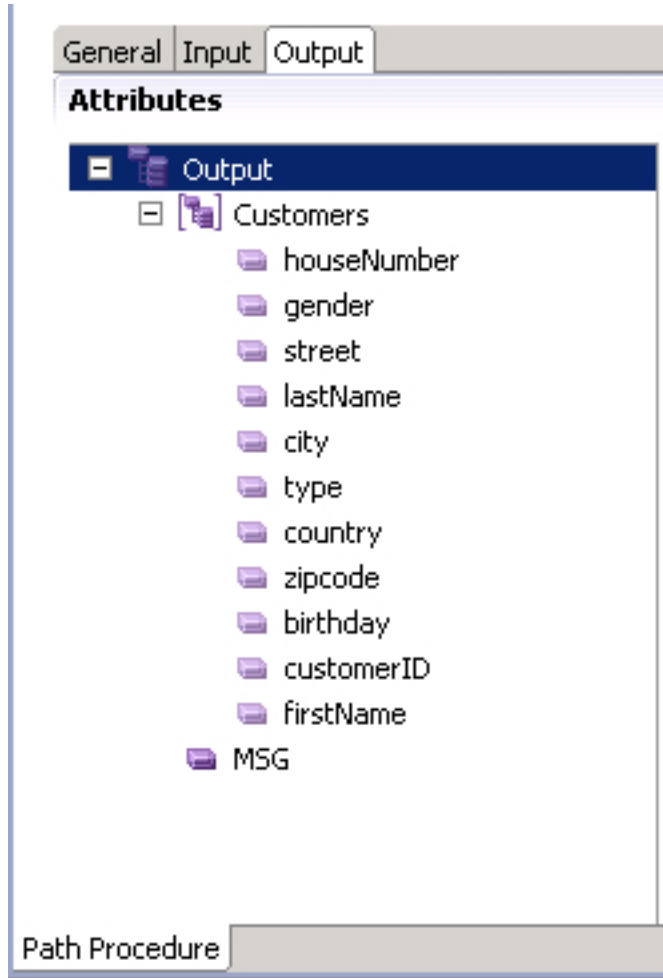 General Input Output
Attributes
Output
Customers
houseNumber
gender
street
lastName
city
type
country
zipcode
birthday
customerID
firstName
MSG
Path Procedure